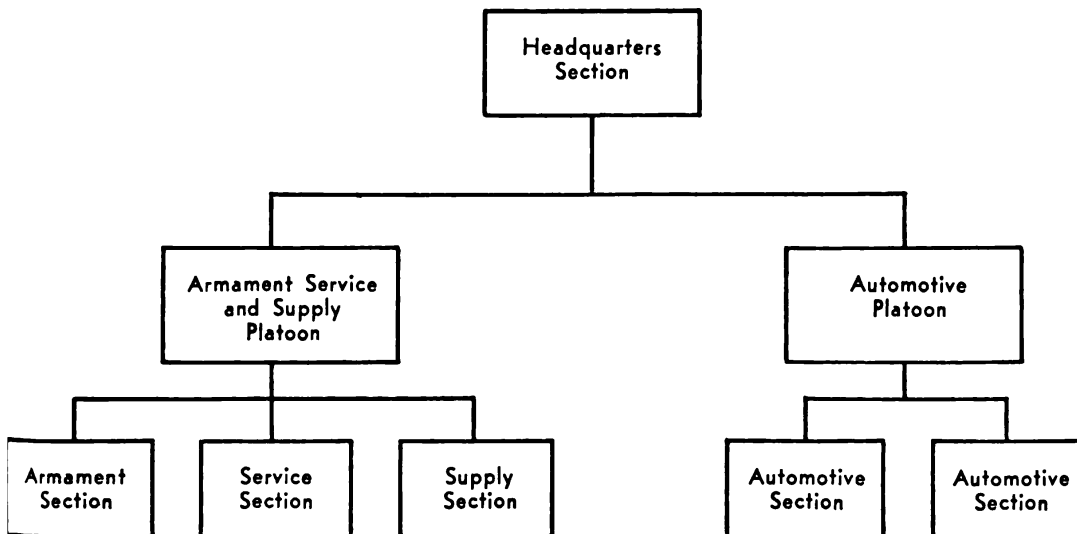 Headquarters
Section
Armament Service
and Supply
Platoon
Automotive
Platoon
Armament
Section
Service
Section
Supply
Section
Automotive
Section
Automotive
Section